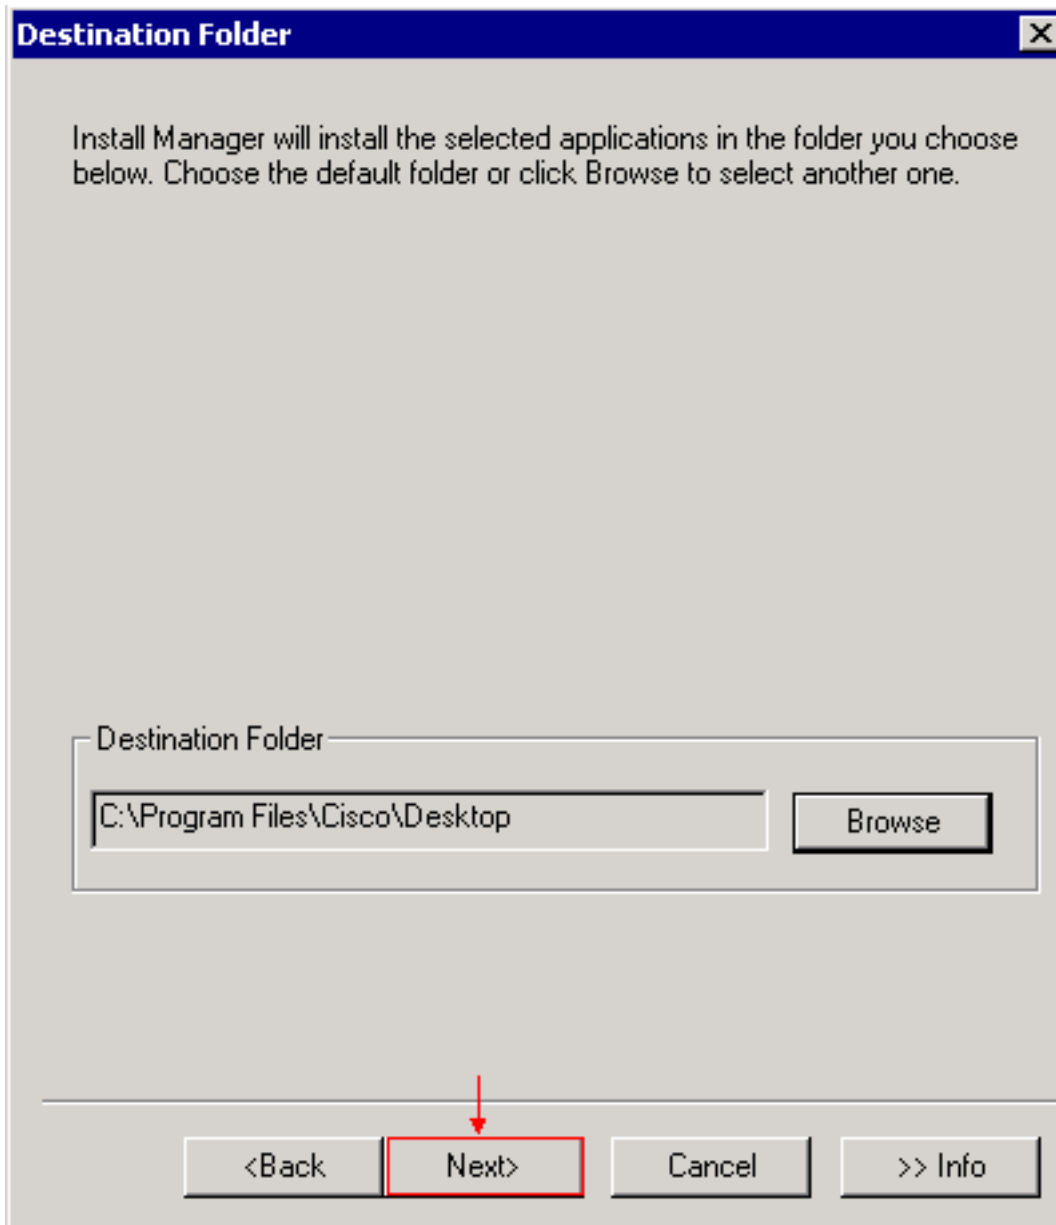 Destination Folder
Install Manager will install the selected applications in the folder you choose
below. Choose the default folder or click Browse to select another one.
Destination Folder
C:\Program Files\Cisco\Desktop
Browse
<Back
Next>
Cancel
>> Info